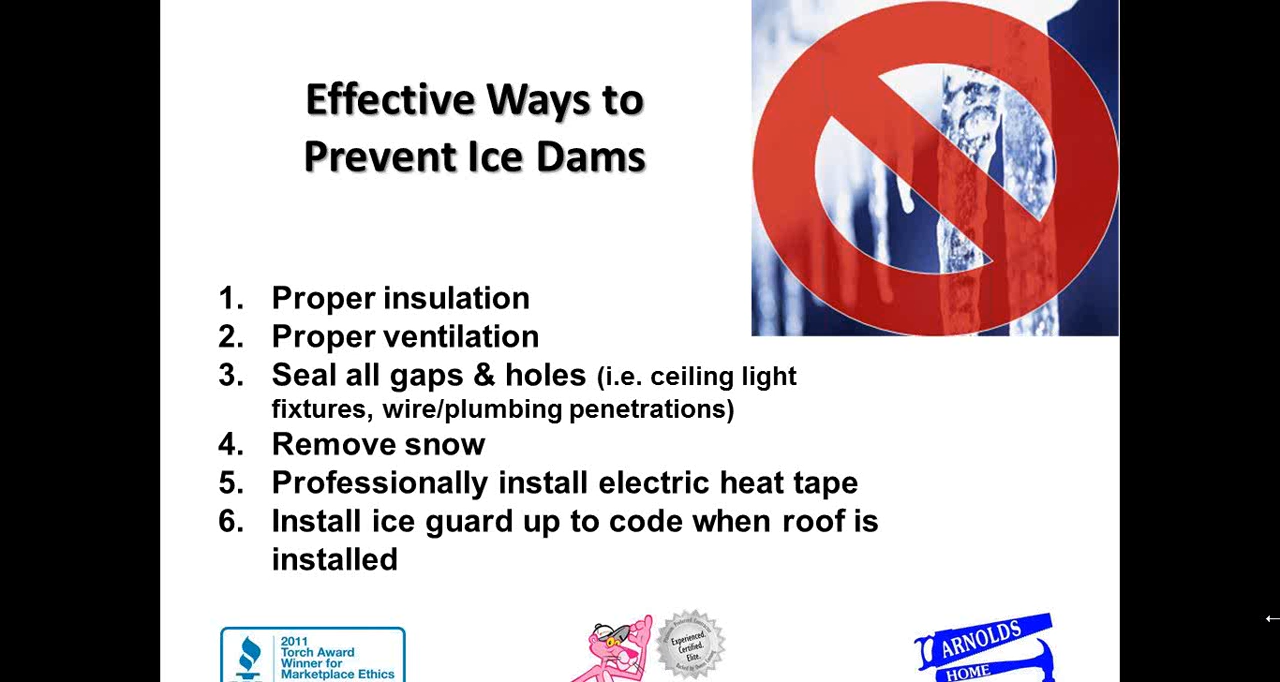 Effective Ways to
Prevent Ice Dams
1. Proper insulation
2. Proper ventilation
3. Seal all gaps & holes (i.e. ceiling light
fixtures, wire/plumbing penetrations)
4. Remove snow
5. Professionally install electric heat tape
6. Install ice guard up to code when roof is
installed
2011
Torch Award
Winner for
Marketplace Ethics
Experienced.
Certified.
Elite.
ARNOLDS
HOME